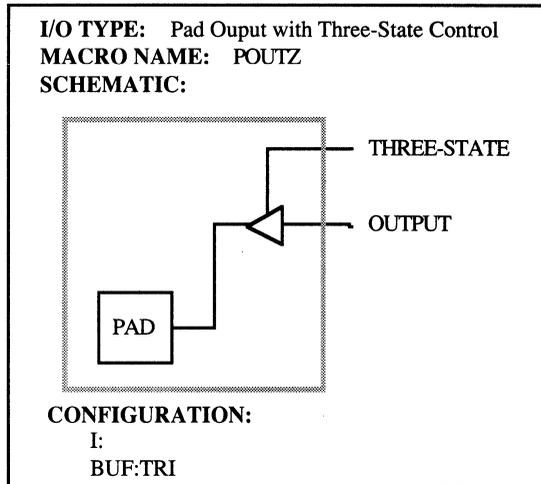 I/O TYPE: Pad Ouput with Three-State Control
MACRO NAME: POUTZ
SCHEMATIC:
THREE-STATE
OUTPUT
PAD
CONFIGURATION:
I:
BUF:TRI